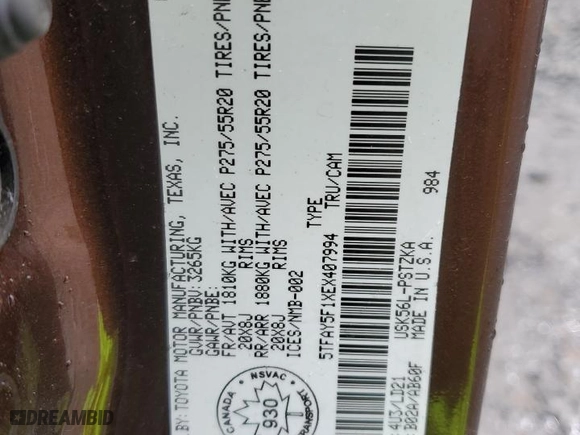 BY: TOYOTA MOTOR MANUFACTURING, TEXAS, INC.
GVWR/PNBV: 3265KG
GAWR/PNBE:
FR/AVT 1810KG WITH/AVEC P275/55R20 TIRES/PNE
20X8J RIMS
RR/ARR 1880KG WITH/AVEC P275/55R20 TIRES/PNE
20X8J RIMS
ICES/NMB-002
CANADA
NSVAC
930
TRANSPORT
TYPE
5TFAY5F1XEX407994 TRU/CAM
4U3/LD21 USK56L-PSTZKA 984
B02A/AB60F MADE IN U.S.A.
DREAMBID